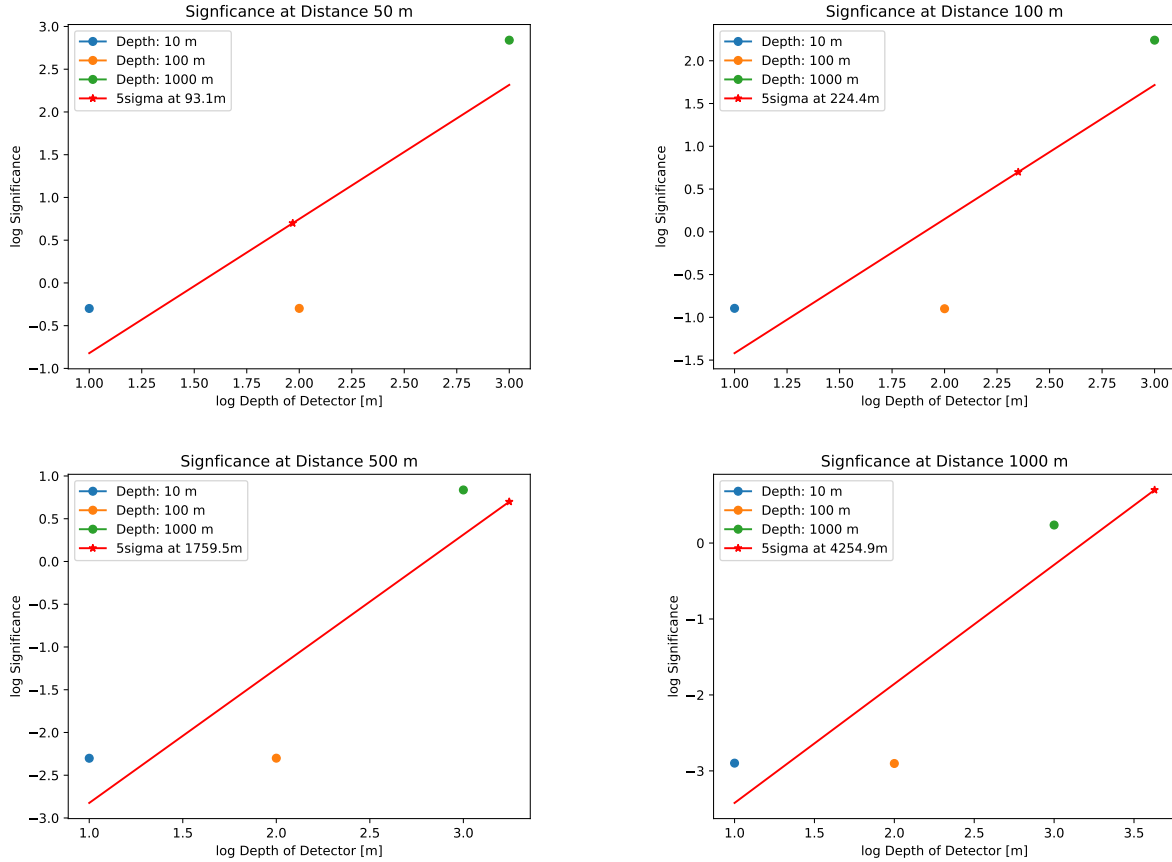 Signficance at Distance 50 m
3.0
2.5
2.0
1.5
1.0
0.5
0.0
−0.5
−1.0
log Significance
Depth: 10 m
Depth: 100 m
Depth: 1000 m
5sigma at 93.1m
1.00 1.25 1.50 1.75 2.00 2.25 2.50 2.75 3.00
log Depth of Detector [m]
Signficance at Distance 100 m
2.0
1.5
1.0
0.5
0.0
−0.5
−1.0
−1.5
log Significance
Depth: 10 m
Depth: 100 m
Depth: 1000 m
5sigma at 224.4m
1.00 1.25 1.50 1.75 2.00 2.25 2.50 2.75 3.00
log Depth of Detector [m]
Signficance at Distance 500 m
1.0
0.5
0.0
−0.5
−1.0
−1.5
−2.0
−2.5
−3.0
log Significance
Depth: 10 m
Depth: 100 m
Depth: 1000 m
5sigma at 1759.5m
1.0 1.5 2.0 2.5 3.0
log Depth of Detector [m]
Signficance at Distance 1000 m
0
−1
−2
−3
log Significance
Depth: 10 m
Depth: 100 m
Depth: 1000 m
5sigma at 4254.9m
1.0 1.5 2.0 2.5 3.0 3.5
log Depth of Detector [m]